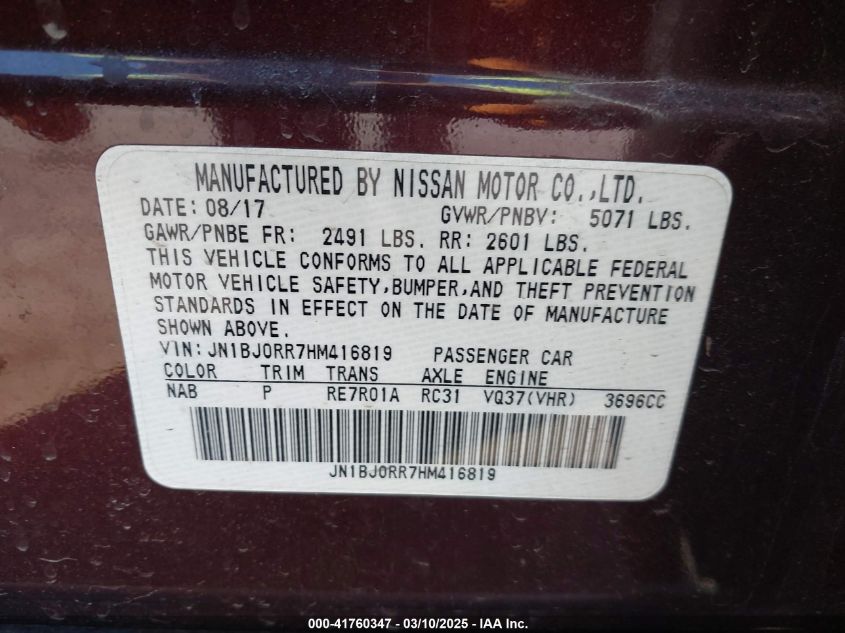 MANUFACTURED BY NISSAN MOTOR CO.,LTD.
DATE: 08/17 GVWR/PNBV: 5071 LBS.
GAWR/PNBE FR: 2491 LBS. RR: 2601 LBS.
THIS VEHICLE CONFORMS TO ALL APPLICABLE FEDERAL
MOTOR VEHICLE SAFETY,BUMPER,AND THEFT PREVENTION
STANDARDS IN EFFECT ON THE DATE OF MANUFACTURE
SHOWN ABOVE.
VIN: JN1BJ0RR7HM416819 PASSENGER CAR
COLOR TRIM TRANS AXLE ENGINE
NAB P RE7R01A RC31 VQ37(VHR) 3696CC
JN1BJ0RR7HM416819
000-41760347 - 03/10/2025 - IAA Inc.